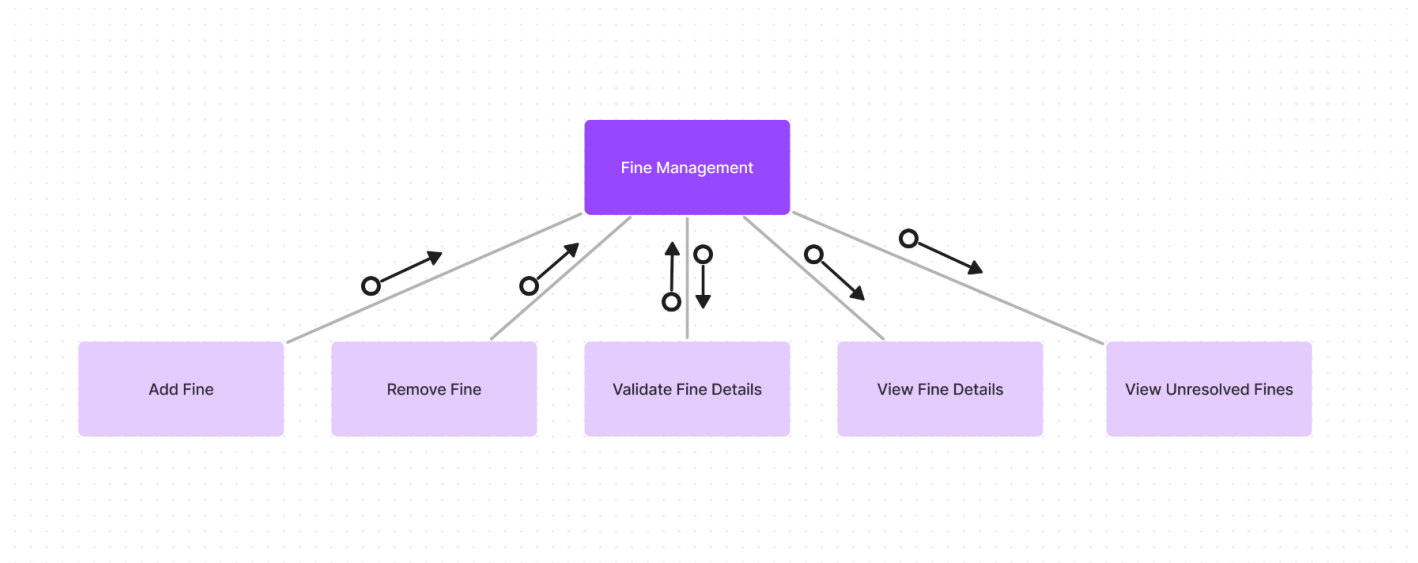 Fine Management
Add Fine
Remove Fine
Validate Fine Details
View Fine Details
View Unresolved Fines